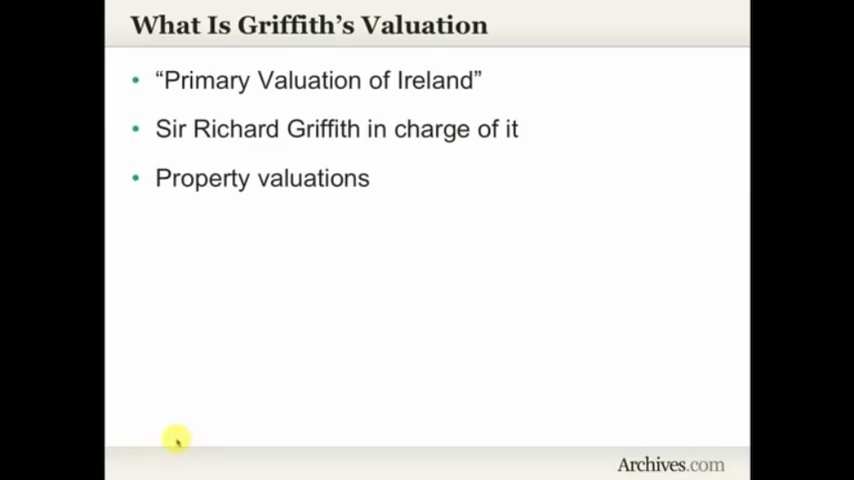 What Is Griffith's Valuation
• “Primary Valuation of Ireland”
• Sir Richard Griffith in charge of it
• Property valuations
Archives.com